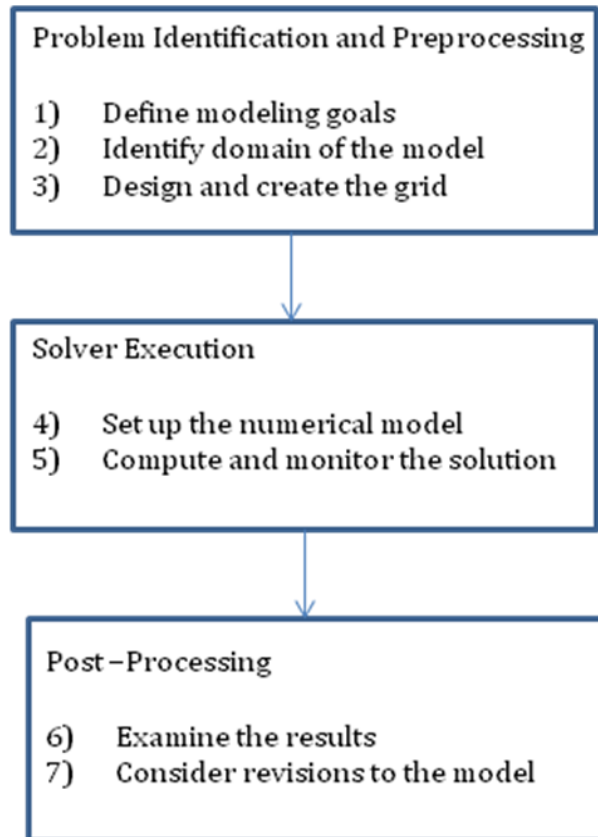 Problem Identification and Preprocessing
1) Define modeling goals
2) Identify domain of the model
3) Design and create the grid
Solver Execution
4) Set up the numerical model
5) Compute and monitor the solution
Post–Processing
6) Examine the results
7) Consider revisions to the model